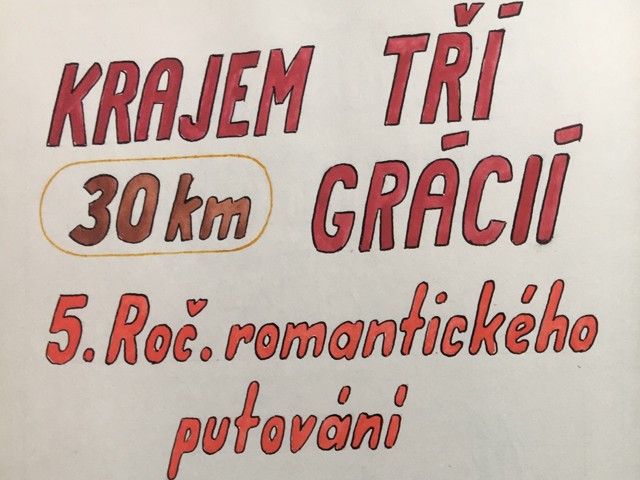 KRAJEM TŘÍ
30 km GRÁCIÍ
5. Roč. romantického
putováni